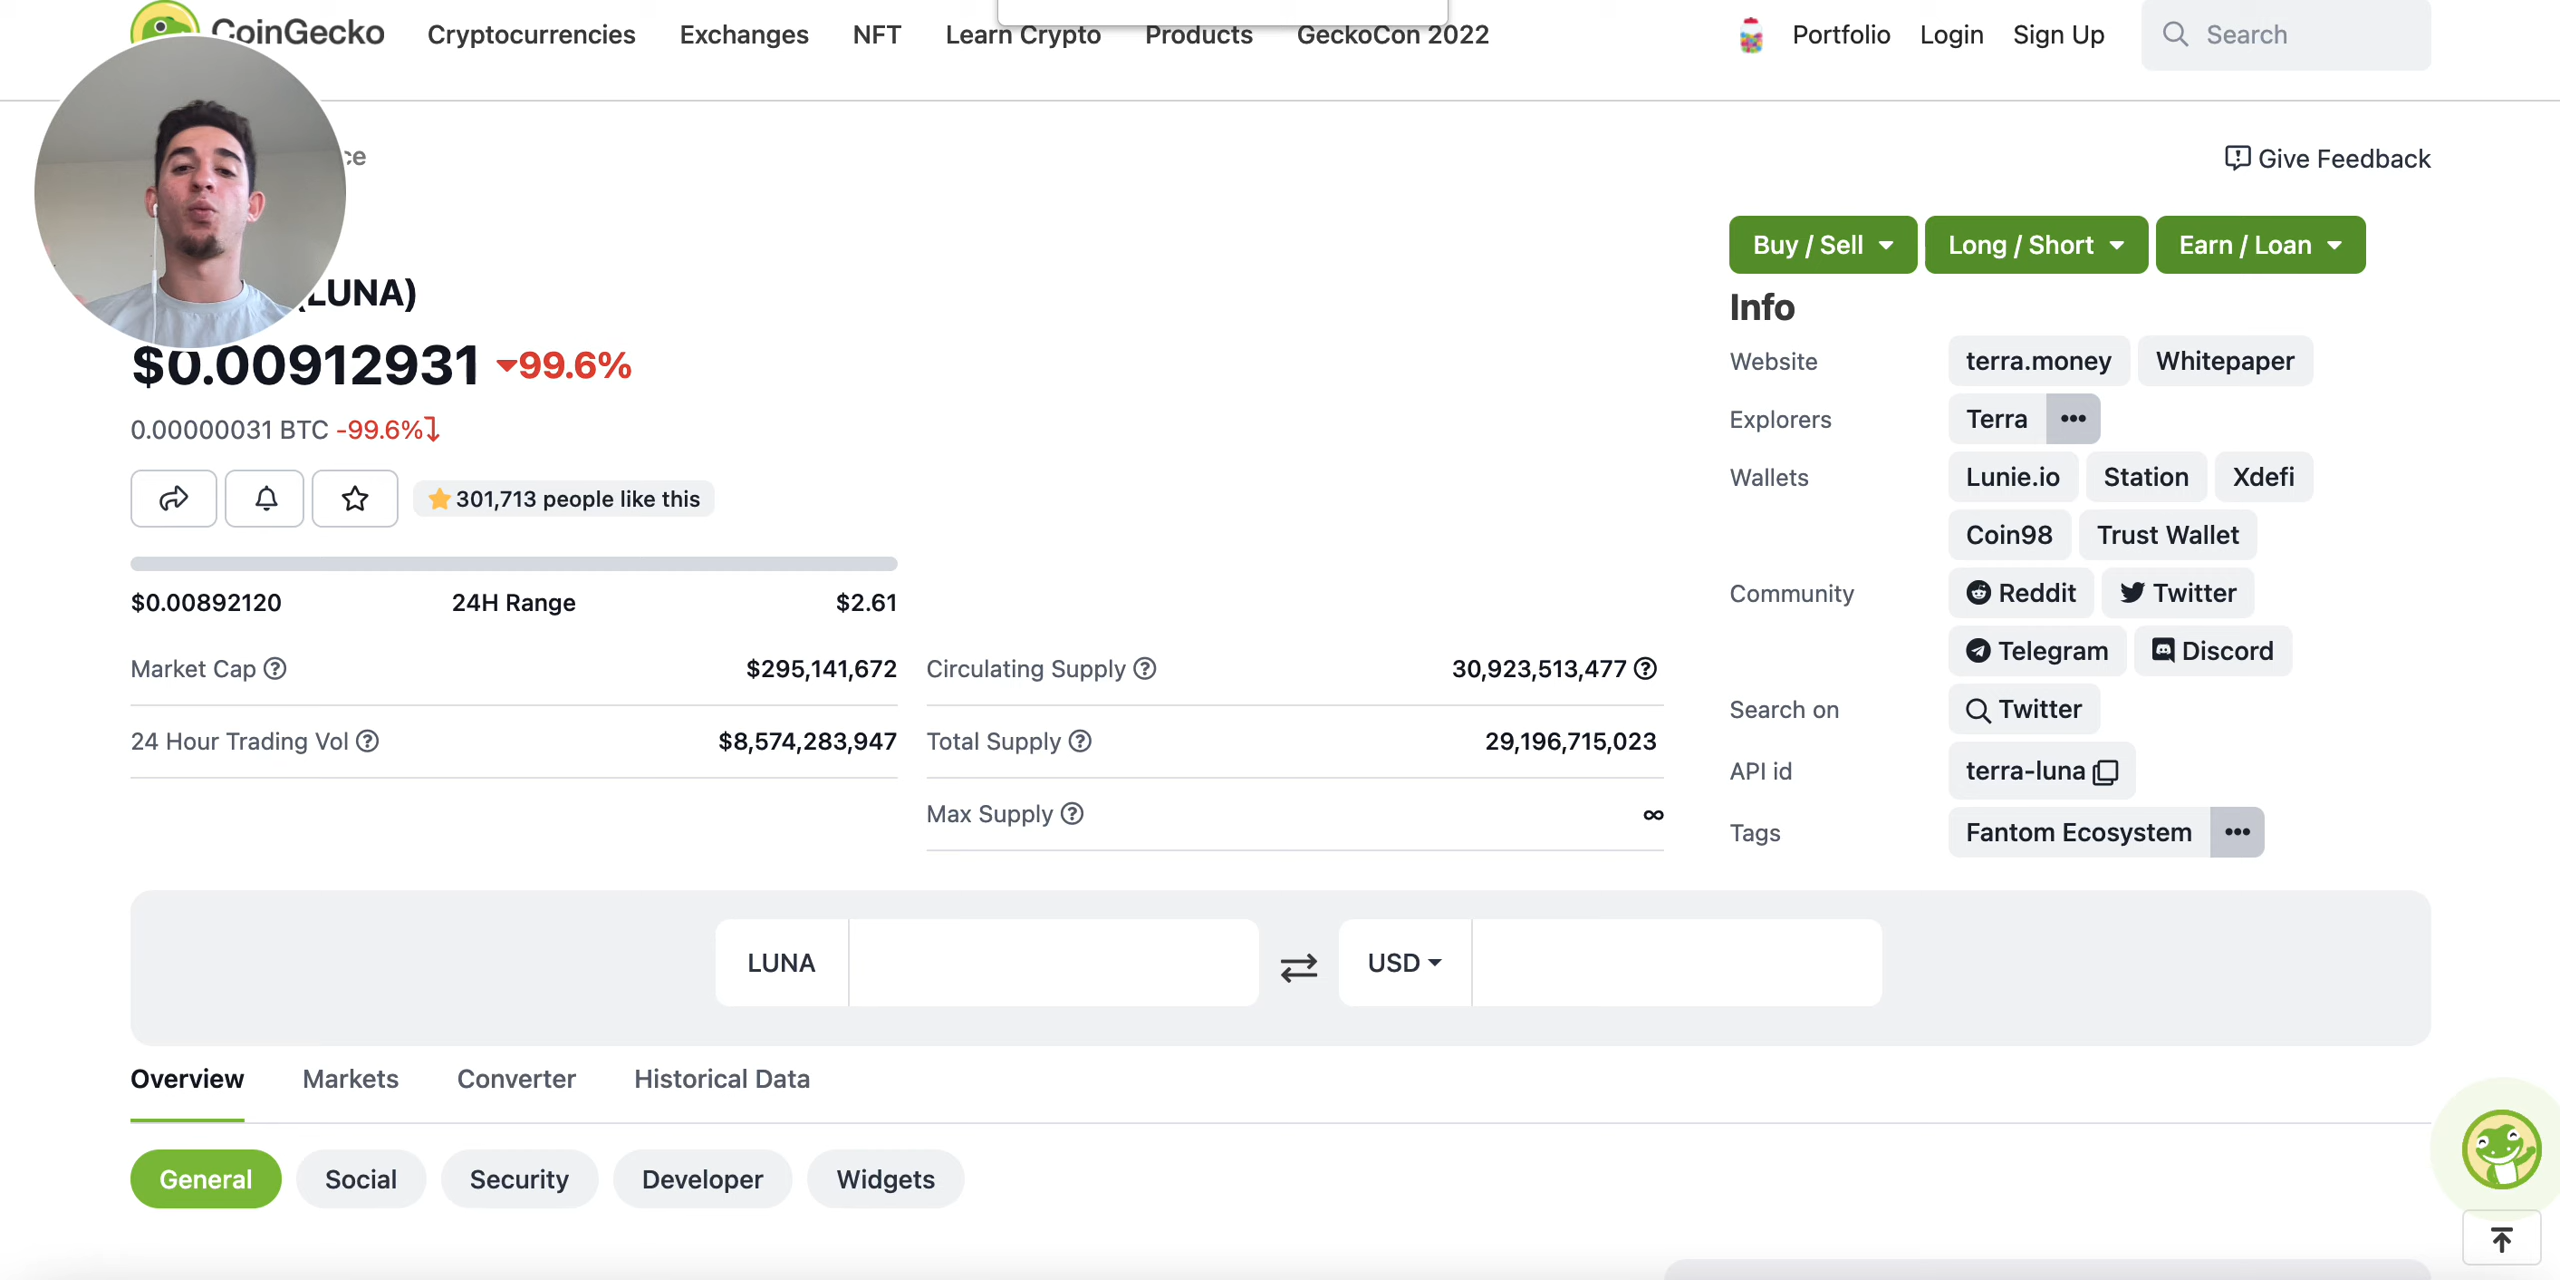 CoinGecko Cryptocurrencies Exchanges NFT Learn Crypto Products GeckoCon 2022 Portfolio Login Sign Up Search
Give Feedback
(LUNA)
$0.00912931 99.6%
0.00000031 BTC -99.6%
301,713 people like this
$0.00892120 24H Range $2.61
Market Cap $295,141,672
24 Hour Trading Vol $8,574,283,947
Circulating Supply 30,923,513,477
Total Supply 29,196,715,023
Max Supply ∞
Buy / Sell Long / Short Earn / Loan
Info
Website terra.money Whitepaper
Explorers Terra •••
Wallets Lunie.io Station Xdefi
Coin98 Trust Wallet
Community Reddit Twitter
Telegram Discord
Search on Twitter
API id terra-luna
Tags Fantom Ecosystem •••
LUNA USD
Overview Markets Converter Historical Data
General Social Security Developer Widgets